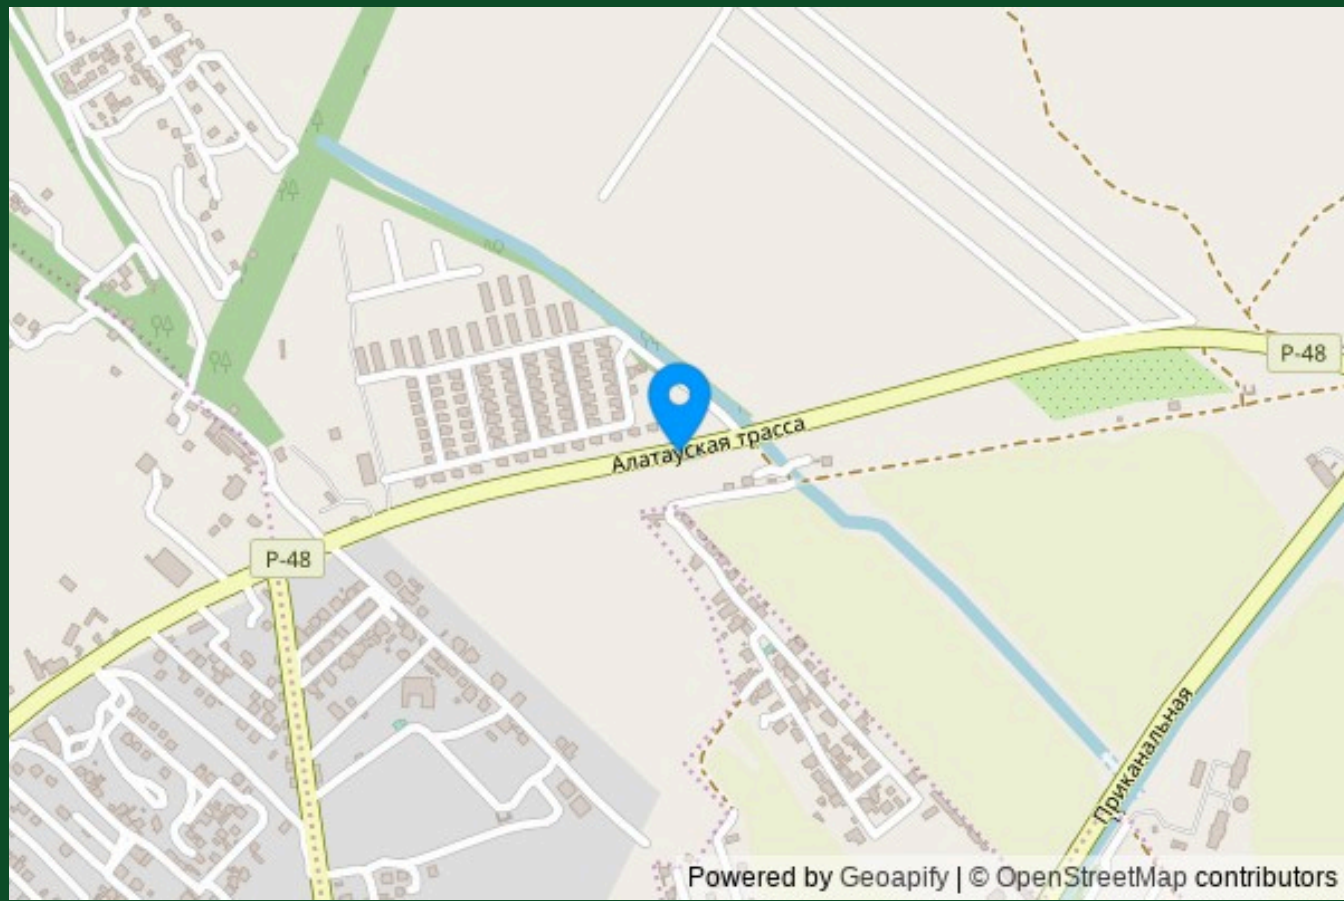 P-48
Алатауская трасса
P-48
Приканальная
Powered by Geoapify | © OpenStreetMap contributors